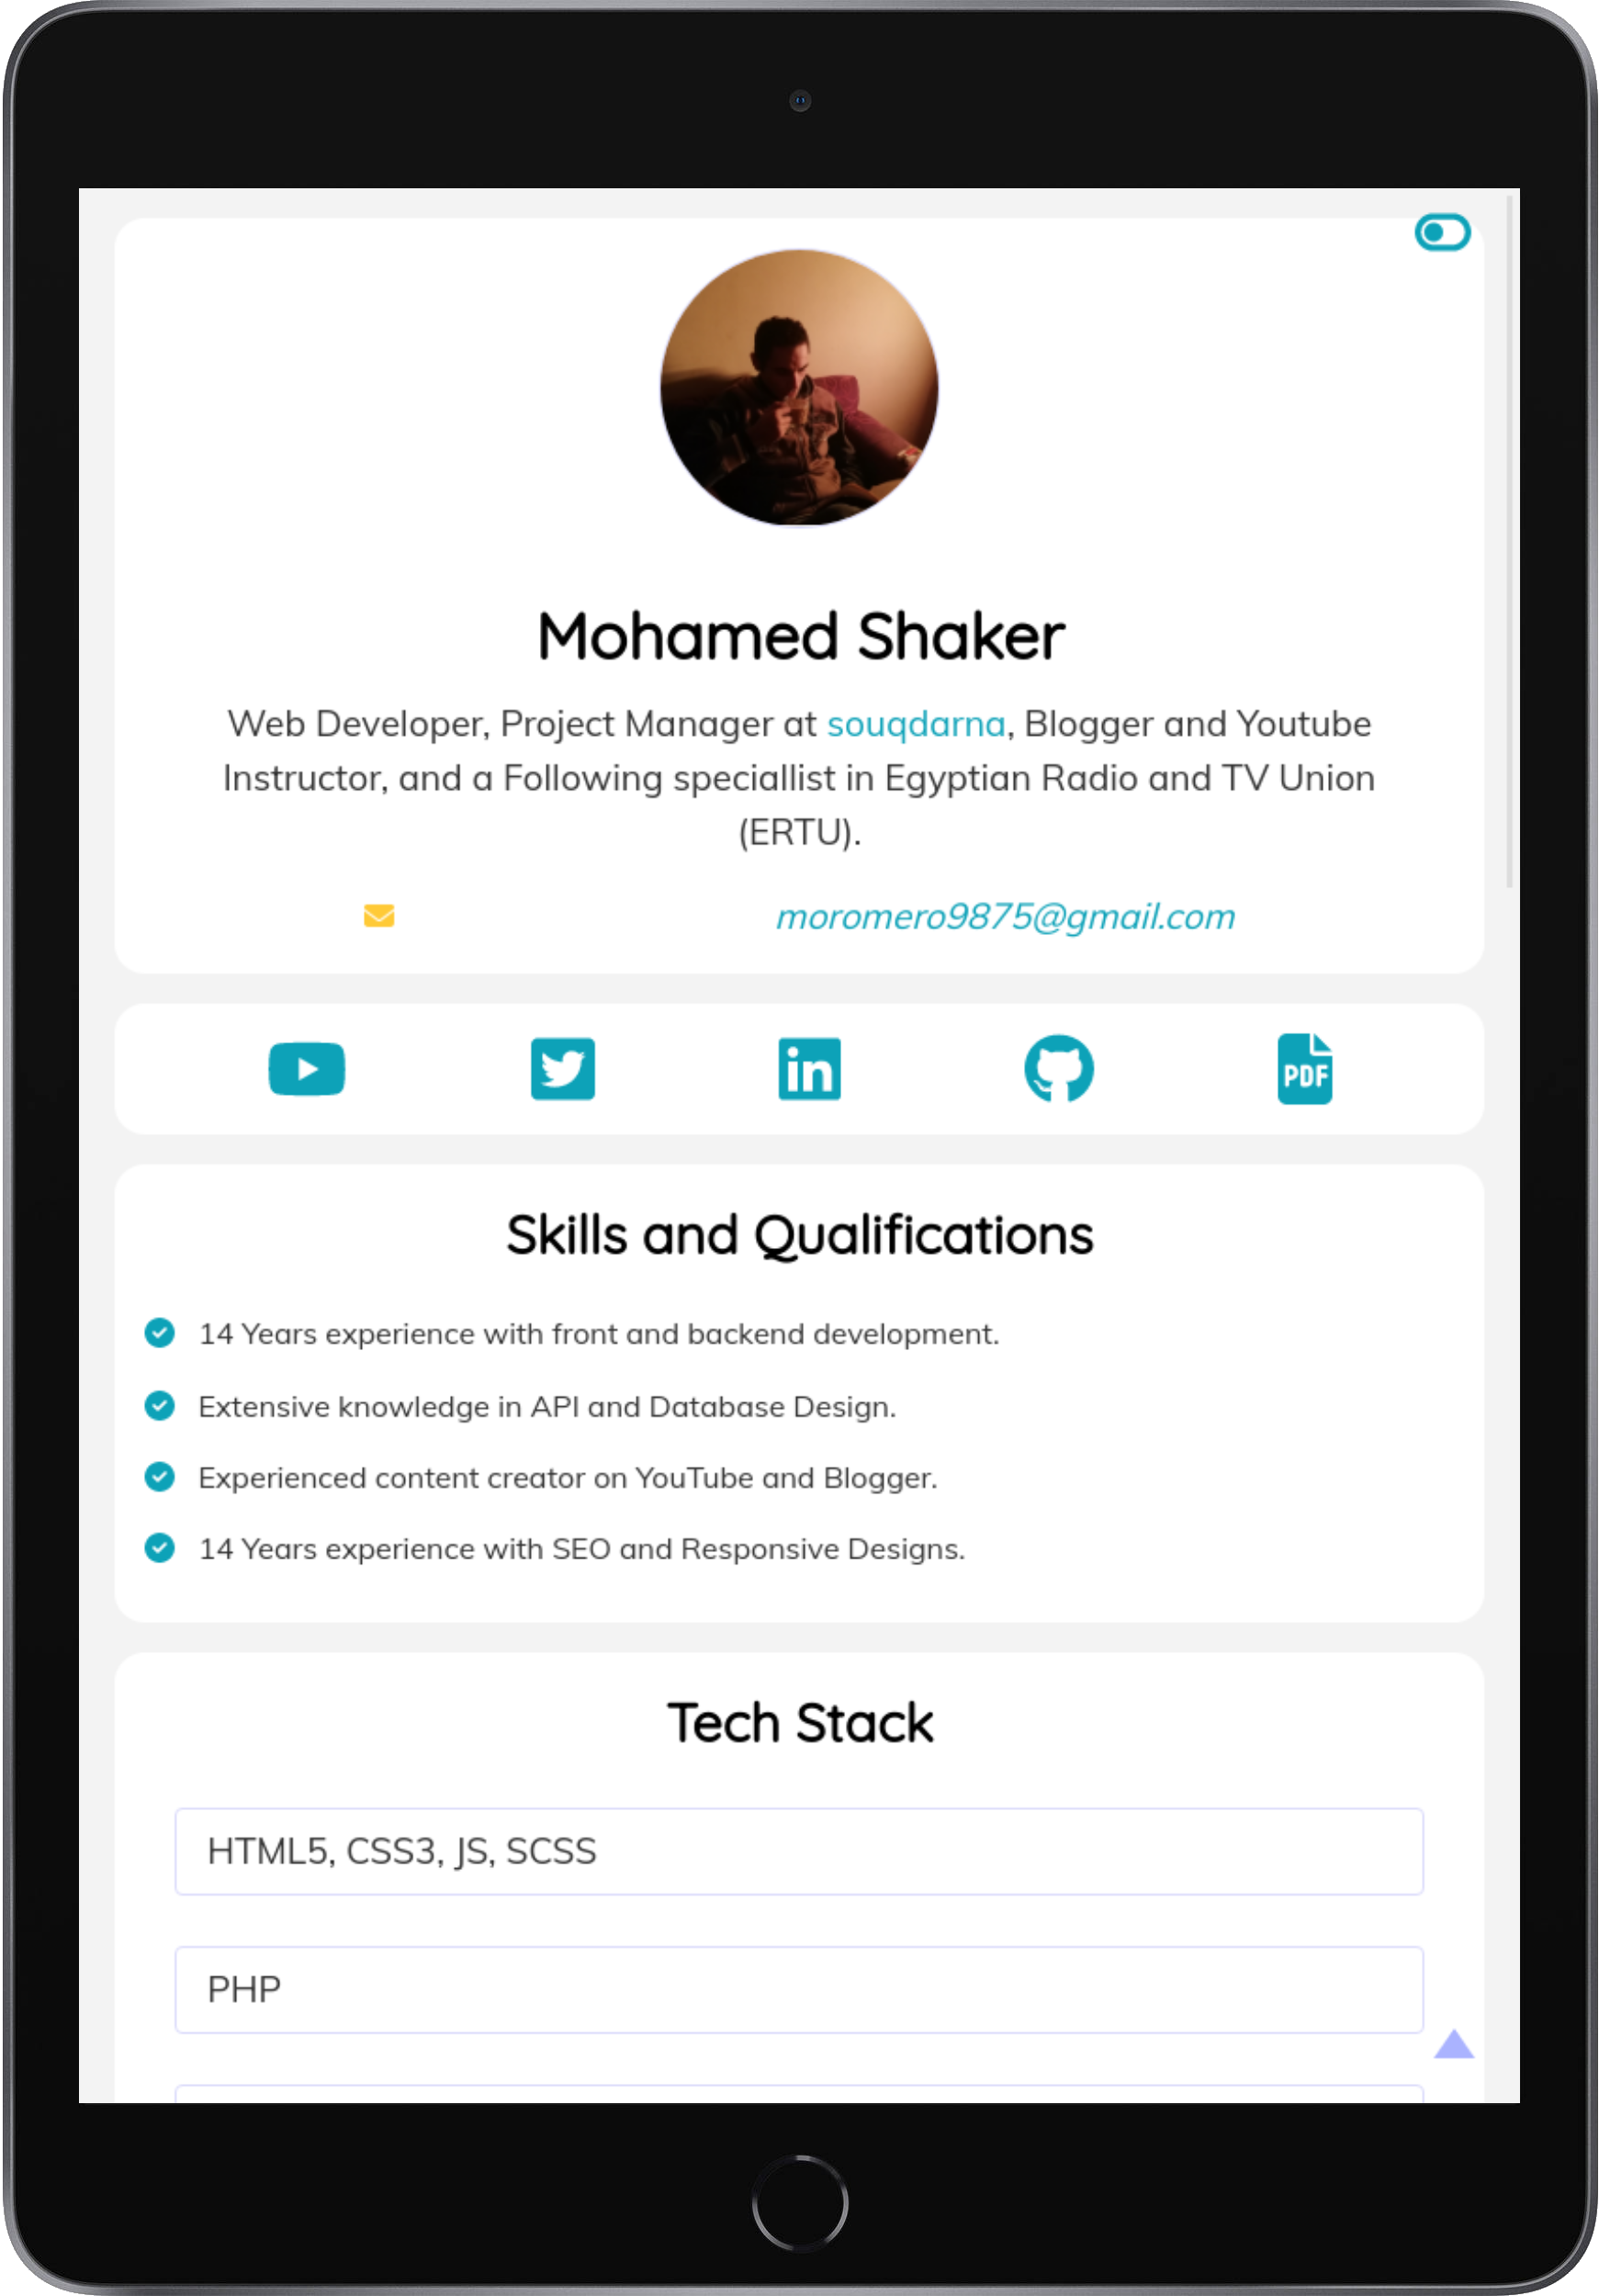 Mohamed Shaker
Web Developer, Project Manager at souqdarna, Blogger and Youtube
Instructor, and a Following speciallist in Egyptian Radio and TV Union
(ERTU).
moromero9875@gmail.com
in
PDF
Skills and Qualifications
14 Years experience with front and backend development.
Extensive knowledge in API and Database Design.
Experienced content creator on YouTube and Blogger.
14 Years experience with SEO and Responsive Designs.
Tech Stack
HTML5, CSS3, JS, SCSS
PHP